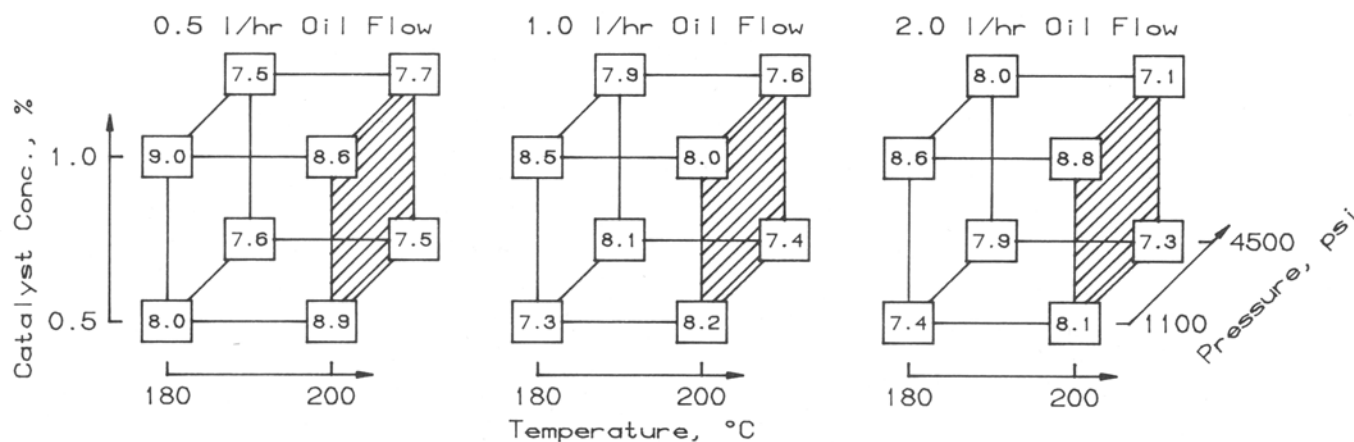 0.5 l/hr Oil Flow
1.0 l/hr Oil Flow
2.0 l/hr Oil Flow
7.5 7.7 7.9 7.6 8.0 7.1
Catalyst Conc., %
1.0 9.0 8.6 8.5 8.0 8.6 8.8
7.6 7.5 8.1 7.4 7.9 7.3 4500
0.5 8.0 8.9 7.3 8.2 7.4 8.1 1100
Pressure, psi
180 200 180 200 180 200
Temperature, °C